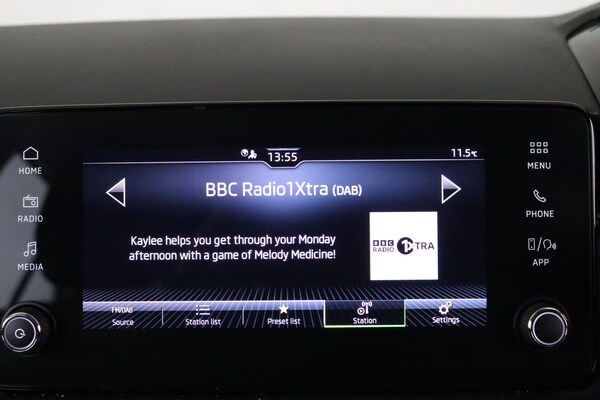 13:55
11.5°C
HOME
RADIO
MEDIA
BBC Radio1Xtra (DAB)
Kaylee helps you get through your Monday
afternoon with a game of Melody Medicine!
BBC
RADIO
1XTRA
MENU
PHONE
APP
FM/DAB
Source
Station list
Preset list
Station
Settings